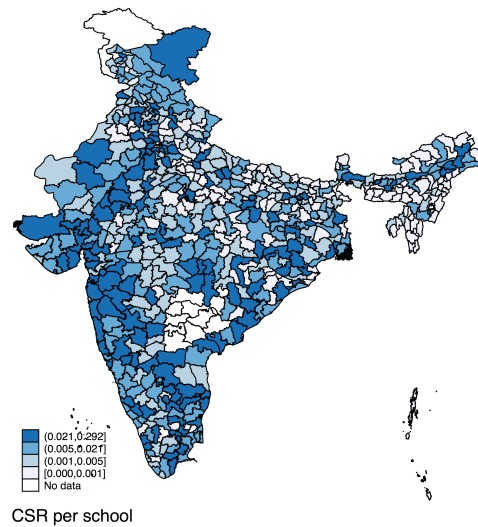 (0.021,0.292]
(0.005,0.021]
(0.001,0.005]
[0.000,0.001]
No data
CSR per school